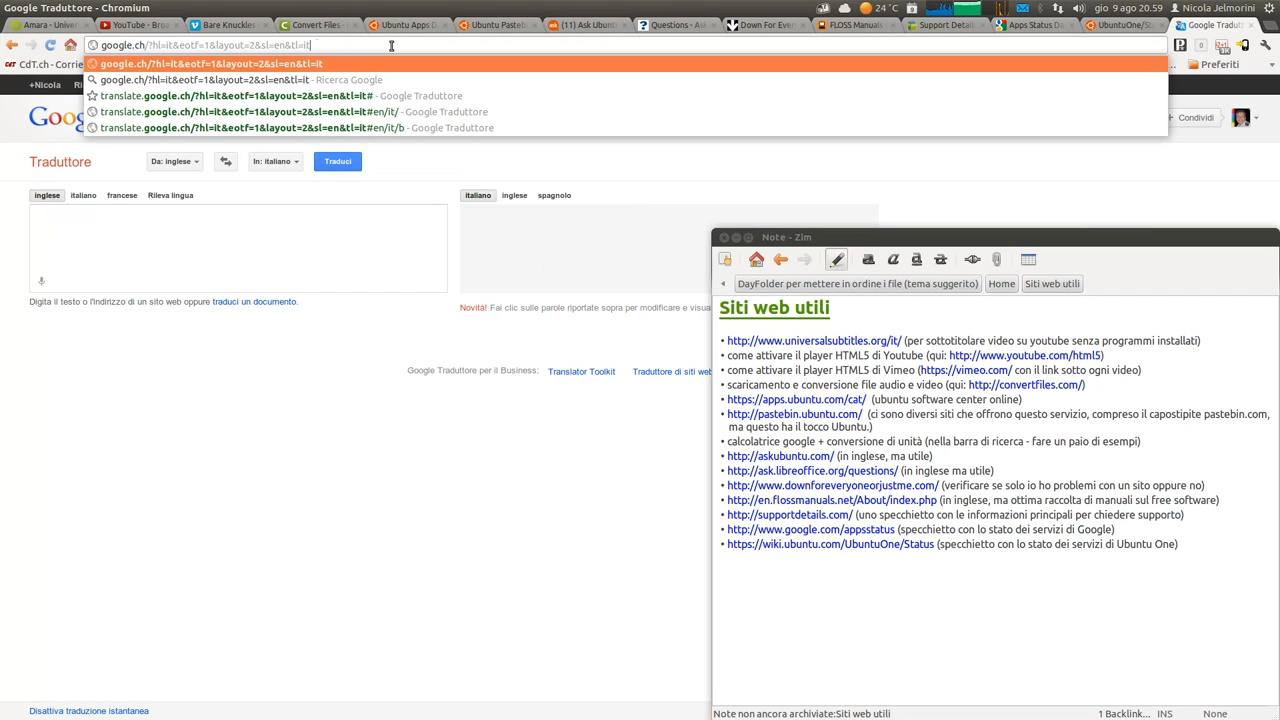 Google Traduttore - Chromium
24 °C
gio 9 ago 20.59
Nicola Jelmorini
Amara - Univer
YouTube - Broa
Bare Knuckles
Convert Files -
Ubuntu Apps D
Ubuntu Pasteb
(11) Ask Ubunt
Questions - As
Down For Ever
FLOSS Manuals
Support Details
Apps Status Da
UbuntuOne/St
Google Tradutt
google.ch/?hl=it&eotf=1&layout=2&sl=en&tl=it
CdT.ch - Corrie
Preferiti
google.ch/?hl=it&eotf=1&layout=2&sl=en&tl=it
google.ch/?hl=it&eotf=1&layout=2&sl=en&tl=it - Ricerca Google
translate.google.ch/?hl=it&eotf=1&layout=2&sl=en&tl=it# - Google Traduttore
translate.google.ch/?hl=it&eotf=1&layout=2&sl=en&tl=it#en/it/ - Google Traduttore
translate.google.ch/?hl=it&eotf=1&layout=2&sl=en&tl=it#en/it/b - Google Traduttore
+Nicola
Goo
+ Condividi
Traduttore
Da: inglese
In: italiano
Traduci
inglese italiano francese Rileva lingua
italiano inglese spagnolo
Digita il testo o l'indirizzo di un sito web oppure traduci un documento.
Novità! Fai clic sulle parole riportate sopra per modificare e visua
Google Traduttore per il Business: Translator Toolkit Traduttore di siti web
Disattiva traduzione istantanea
Note - Zim
DayFolder per mettere in ordine i file (tema suggerito)
Home
Siti web utili
Siti web utili
• http://www.universalsubtitles.org/it/ (per sottotitolare video su youtube senza programmi installati)
• come attivare il player HTML5 di Youtube (qui: http://www.youtube.com/html5)
• come attivare il player HTML5 di Vimeo (https://vimeo.com/ con il link sotto ogni video)
• scaricamento e conversione file audio e video (qui: http://convertfiles.com/)
• https://apps.ubuntu.com/cat/ (ubuntu software center online)
• http://pastebin.ubuntu.com/ (ci sono diversi siti che offrono questo servizio, compreso il capostipite pastebin.com,
ma questo ha il tocco Ubuntu.)
• calcolatrice google + conversione di unità (nella barra di ricerca - fare un paio di esempi)
• http://askubuntu.com/ (in inglese, ma utile)
• http://ask.libreoffice.org/questions/ (in inglese ma utile)
• http://www.downforeveryoneorjustme.com/ (verificare se solo io ho problemi con un sito oppure no)
• http://en.flossmanuals.net/About/index.php (in inglese, ma ottima raccolta di manuali sul free software)
• http://supportdetails.com/ (uno specchietto con le informazioni principali per chiedere supporto)
• http://www.google.com/appsstatus (specchietto con lo stato dei servizi di Google)
• https://wiki.ubuntu.com/UbuntuOne/Status (specchietto con lo stato dei servizi di Ubuntu One)
Note non ancora archiviate:Siti web utili
1 Backlink...
INS
None